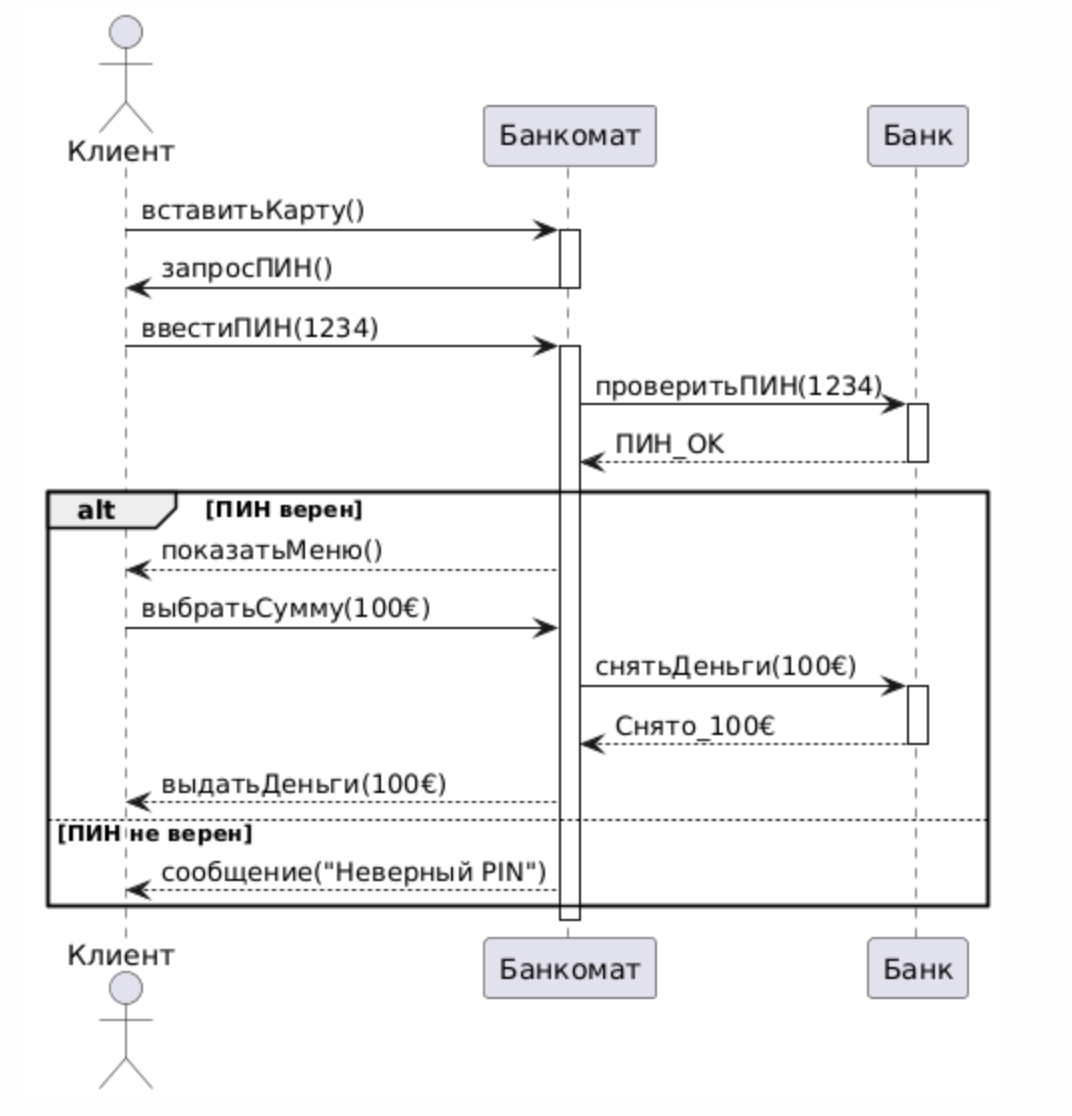 Клиент
Банкомат
Банк
вставитьКарту()
запросПИН()
ввестиПИН(1234)
проверитьПИН(1234)
ПИН_OK
alt
[ПИН верен]
показатьМеню()
выбратьСумму(100€)
снятьДеньги(100€)
Снято_100€
выдатьДеньги(100€)
[ПИН не верен]
сообщение("Неверный PIN")
Клиент
Банкомат
Банк